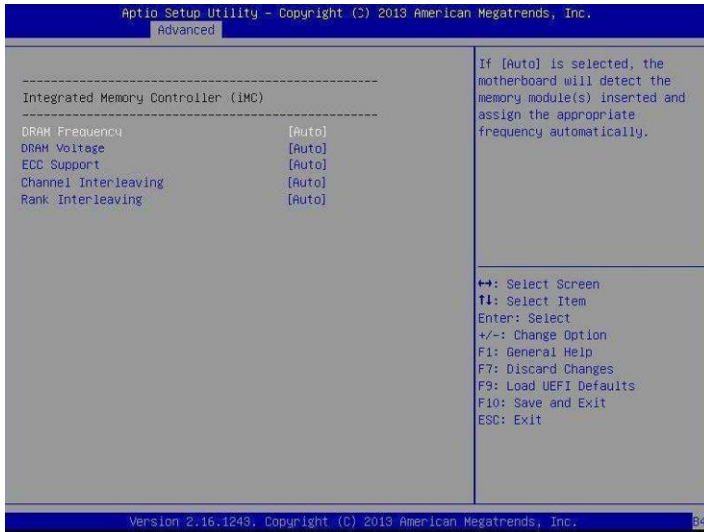 Aptio Setup Utility – Copyright (C) 2013 American Megatrends, Inc.
Advanced
------------------------------------------------
Integrated Memory Controller (iMC)
------------------------------------------------
DRAM Frequency [Auto]
DRAM Voltage [Auto]
ECC Support [Auto]
Channel Interleaving [Auto]
Rank Interleaving [Auto]
If [Auto] is selected, the
motherboard will detect the
memory module(s) inserted and
assign the appropriate
frequency automatically.
↔: Select Screen
↑↓: Select Item
Enter: Select
+/-: Change Option
F1: General Help
F7: Discard Changes
F9: Load UEFI Defaults
F10: Save and Exit
ESC: Exit
Version 2.16.1243. Copyright (C) 2013 American Megatrends, Inc.